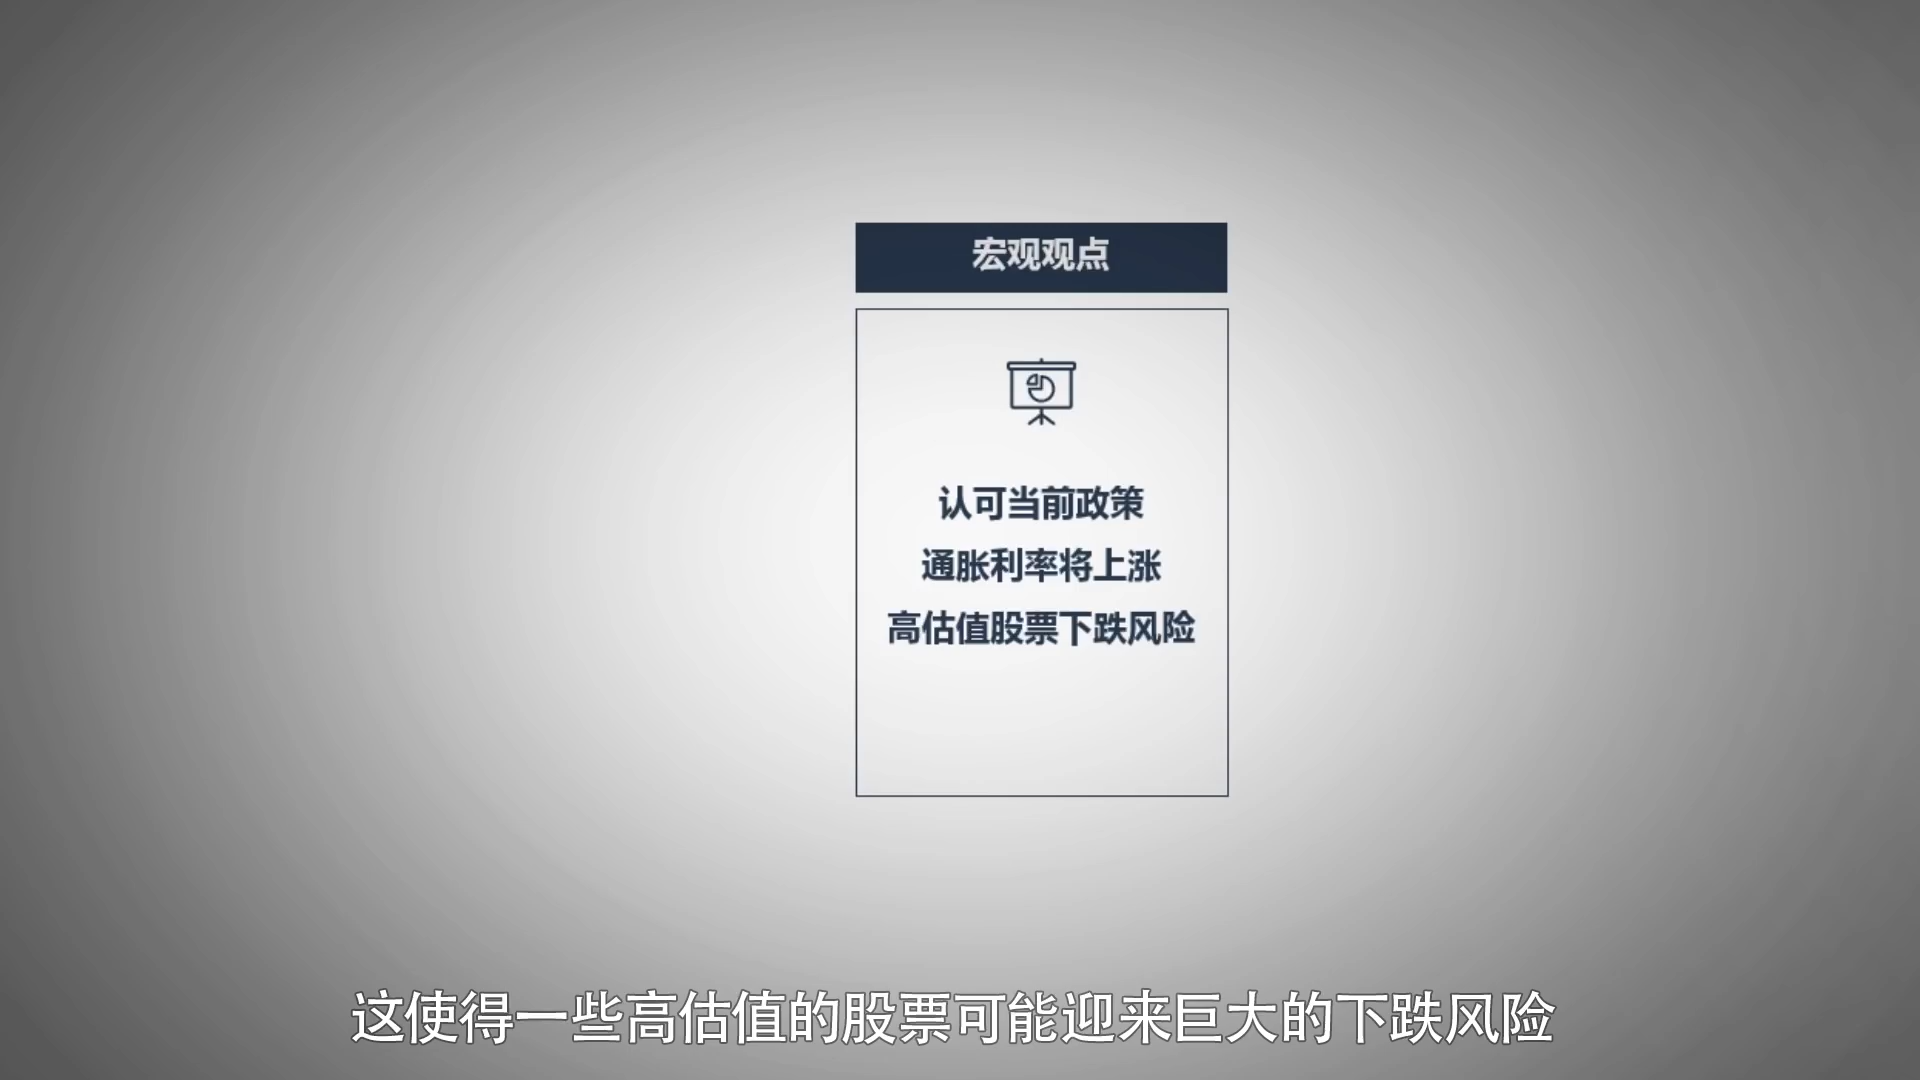 宏观观点
认可当前政策
通胀利率将上涨
高估值股票下跌风险
这使得一些高估值的股票可能迎来巨大的下跌风险